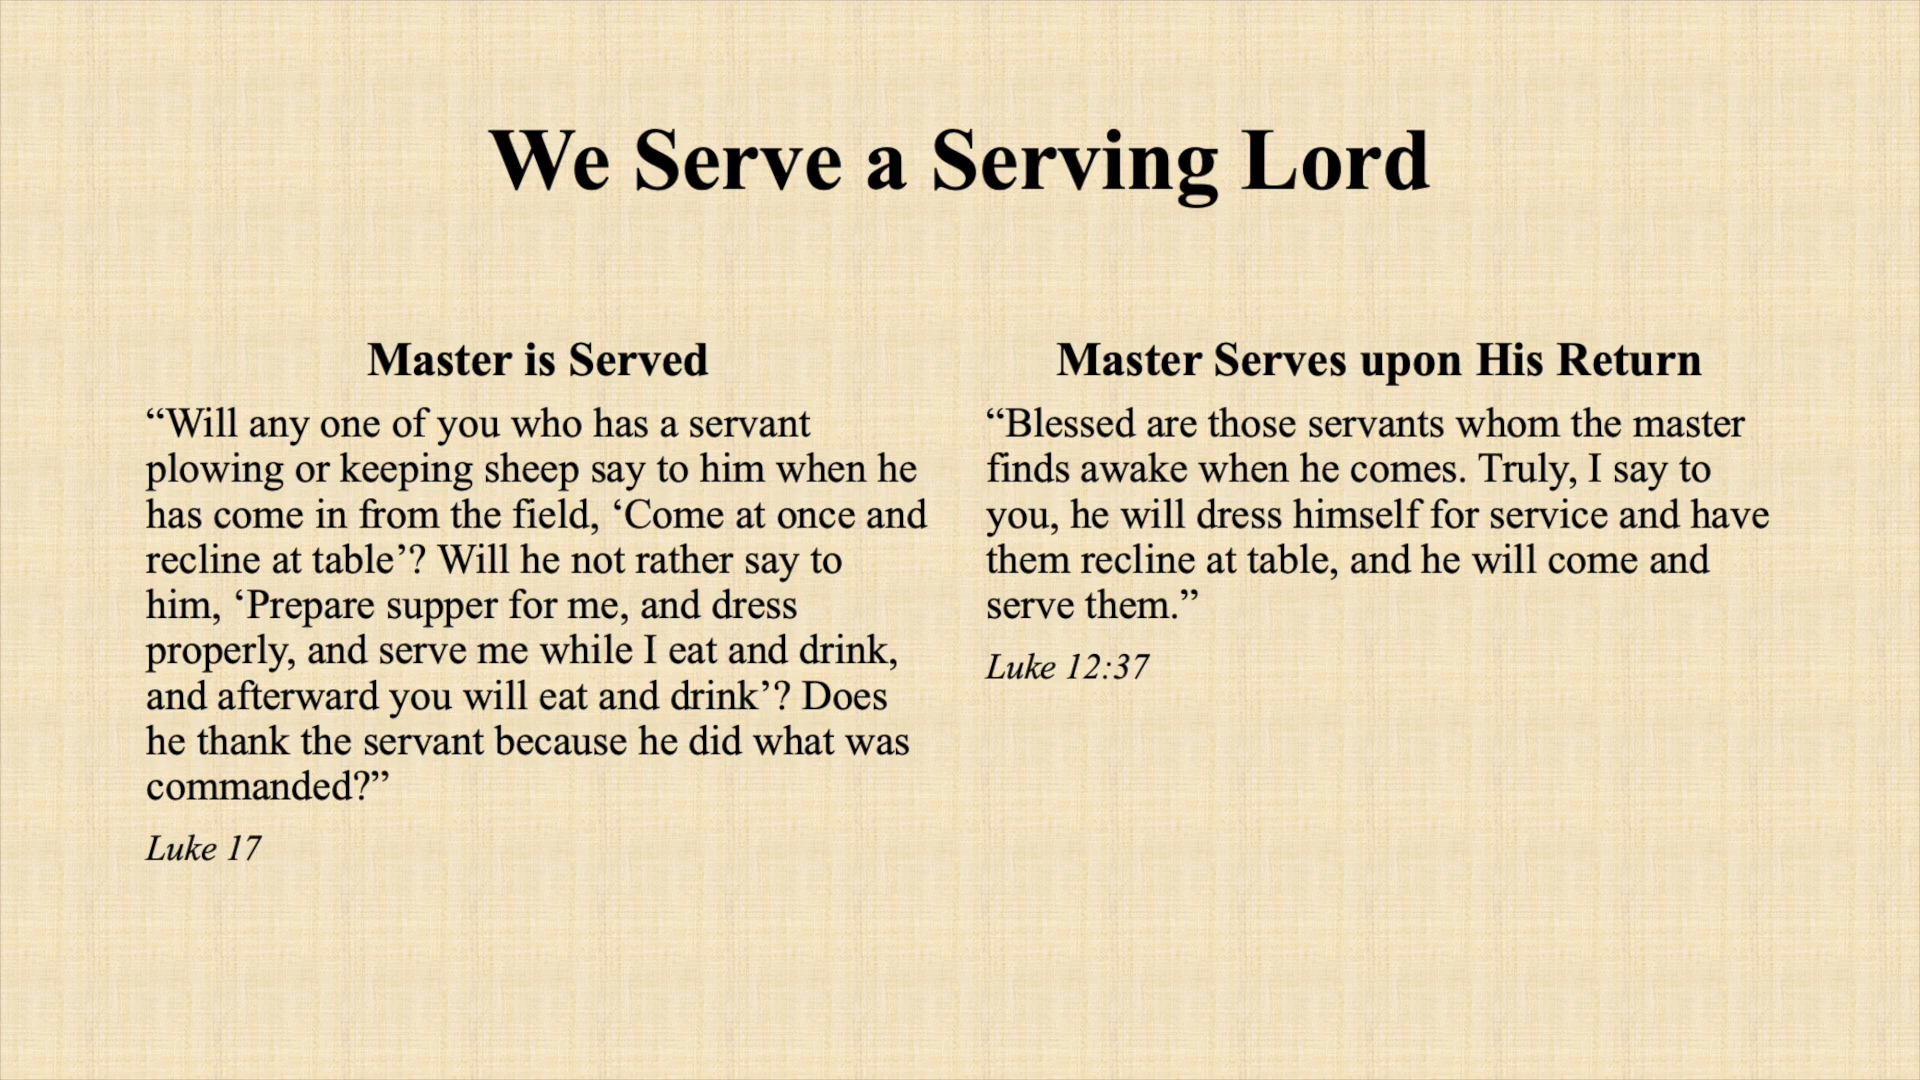 We Serve a Serving Lord
Master is Served
“Will any one of you who has a servant
plowing or keeping sheep say to him when he
has come in from the field, ‘Come at once and
recline at table’? Will he not rather say to
him, ‘Prepare supper for me, and dress
properly, and serve me while I eat and drink,
and afterward you will eat and drink’? Does
he thank the servant because he did what was
commanded?”
Luke 17
Master Serves upon His Return
“Blessed are those servants whom the master
finds awake when he comes. Truly, I say to
you, he will dress himself for service and have
them recline at table, and he will come and
serve them.”
Luke 12:37